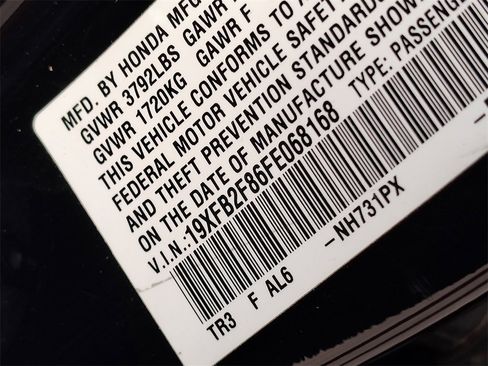 MFD. BY HONDA MFG
GVWR 3792LBS GAWR F
GVWR 1720KG GAWR F
THIS VEHICLE CONFORMS TO
FEDERAL MOTOR VEHICLE SAFETY
AND THEFT PREVENTION STANDARDS
ON THE DATE OF MANUFACTURE SHOWN
V.I.N.:19XFB2F86FE068168 TYPE: PASSENGER
TR3 F AL6 -NH731PX